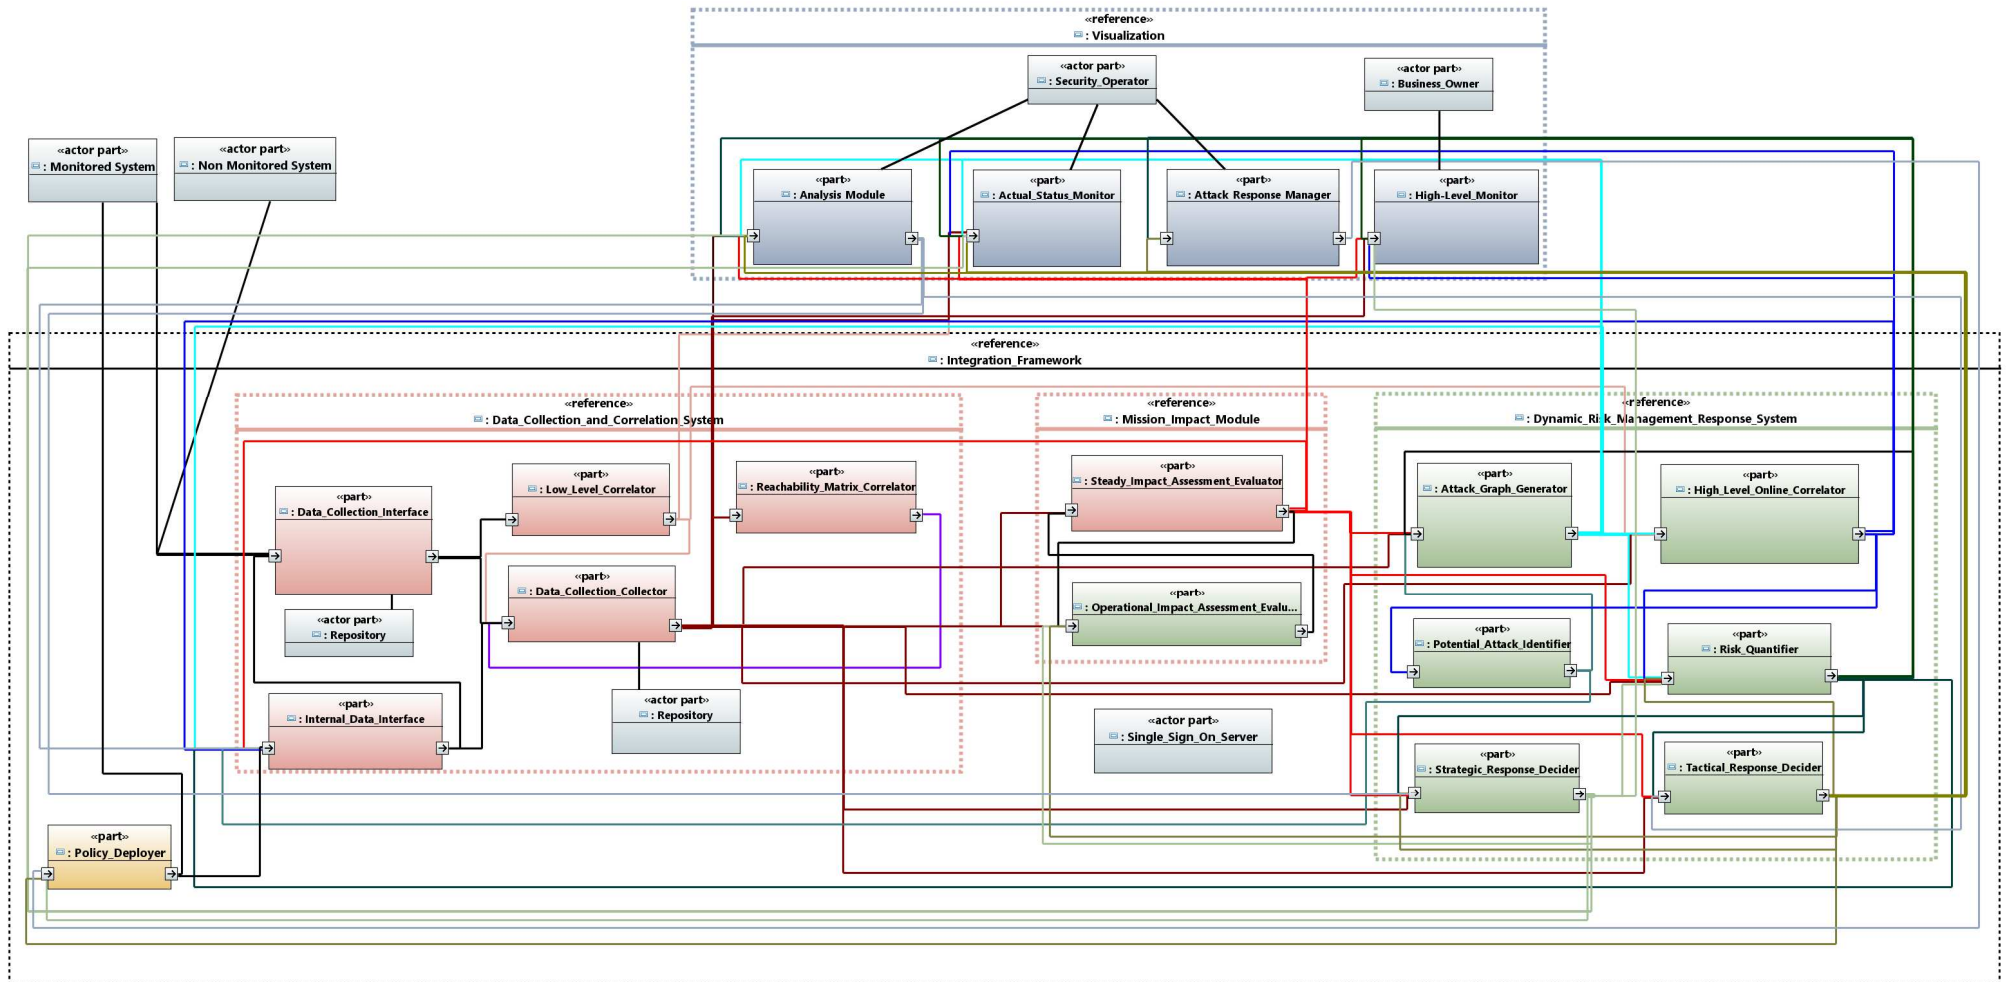 «reference»
: Visualization
«actor part»
: Security_Operator
«actor part»
: Business_Owner
«actor part»
: Monitored System
«actor part»
: Non Monitored System
«part»
: Analysis Module
«part»
: Actual_Status_Monitor
«part»
: Attack Response Manager
«part»
: High-Level_Monitor
«reference»
: Integration_Framework
«reference»
: Data_Collection_and_Correlation_System
«reference»
: Mission_Impact_Module
«reference»
: Dynamic_Risk_Management_Response_System
«part»
: Data_Collection_Interface
«part»
: Low_Level_Correlator
«part»
: Reachability_Matrix_Correlator
«part»
: Steady_Impact_Assessment_Evaluator
«part»
: Attack_Graph_Generator
«part»
: High_Level_Online_Correlator
«actor part»
: Repository
«part»
: Data_Collection_Collector
«part»
: Operational_Impact_Assessment_Evalu...
«part»
: Potential_Attack_Identifier
«part»
: Risk_Quantifier
«part»
: Internal_Data_Interface
«actor part»
: Repository
«actor part»
: Single_Sign_On_Server
«part»
: Strategic_Response_Decider
«part»
: Tactical_Response_Decider
«part»
: Policy_Deployer